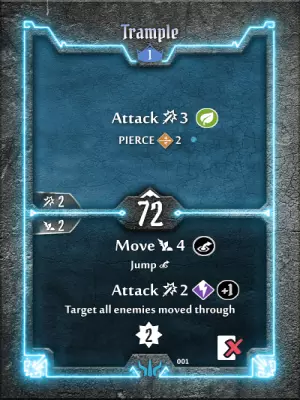 Trample
1
Attack 3
PIERCE 2
2
72
2
Move 4
Jump
Attack 2 +1
Target all enemies moved through
2
001